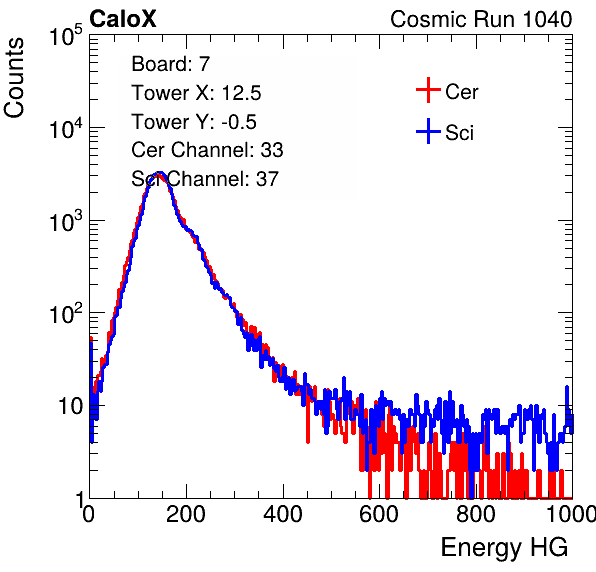 CaloX Cosmic Run 1040
Counts
10^5
10^4
10^3
10^2
10
1
Board: 7
Tower X: 12.5
Tower Y: -0.5
Cer Channel: 33
Sci Channel: 37
Cer
Sci
0 200 400 600 800 1000
Energy HG